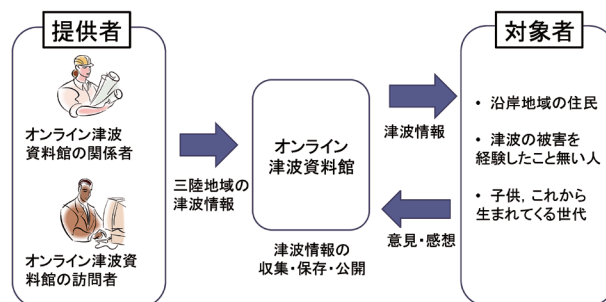 提供者
オンライン津波
資料館の関係者
オンライン津波資
料館の訪問者
三陸地域の
津波情報
オンライン
津波資料館
津波情報の
収集・保存・公開
津波情報
意見・感想
対象者
• 沿岸地域の住民
• 津波の被害を
経験したこと無い人
• 子供，これから
生まれてくる世代